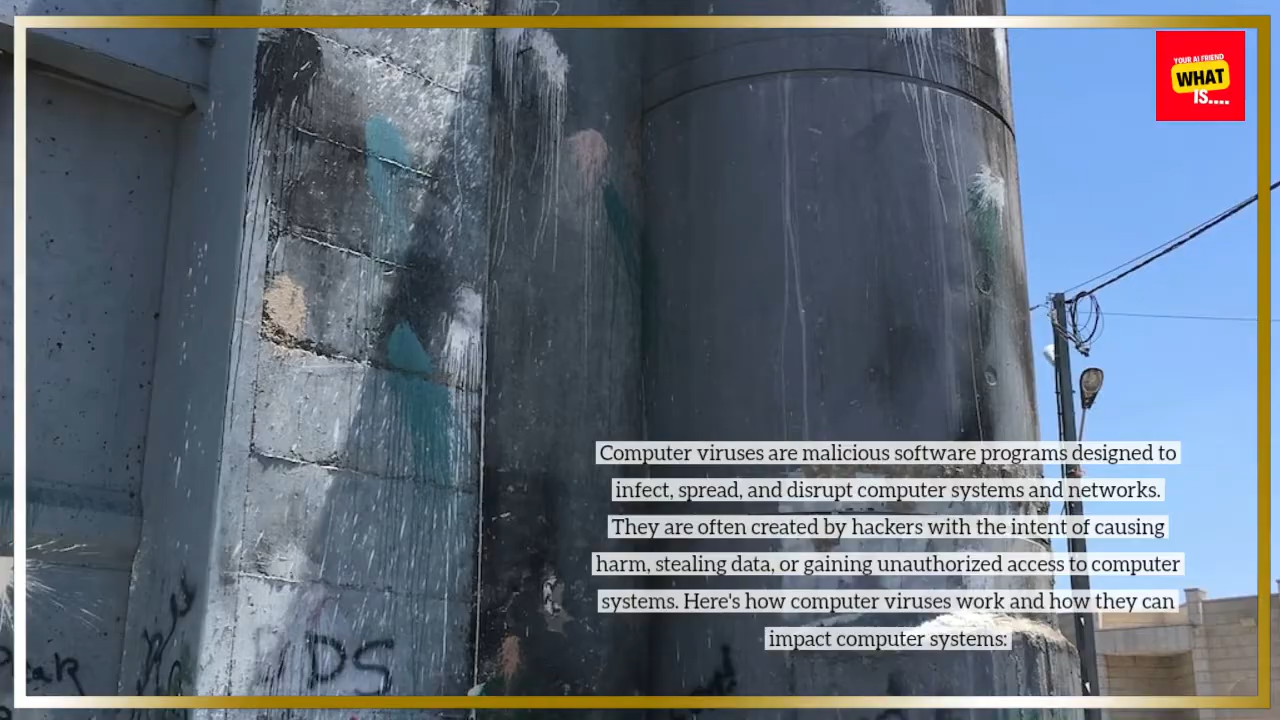 YOUR AI FRIEND
WHAT
IS....
Computer viruses are malicious software programs designed to
infect, spread, and disrupt computer systems and networks.
They are often created by hackers with the intent of causing
harm, stealing data, or gaining unauthorized access to computer
systems. Here's how computer viruses work and how they can
impact computer systems:
DS